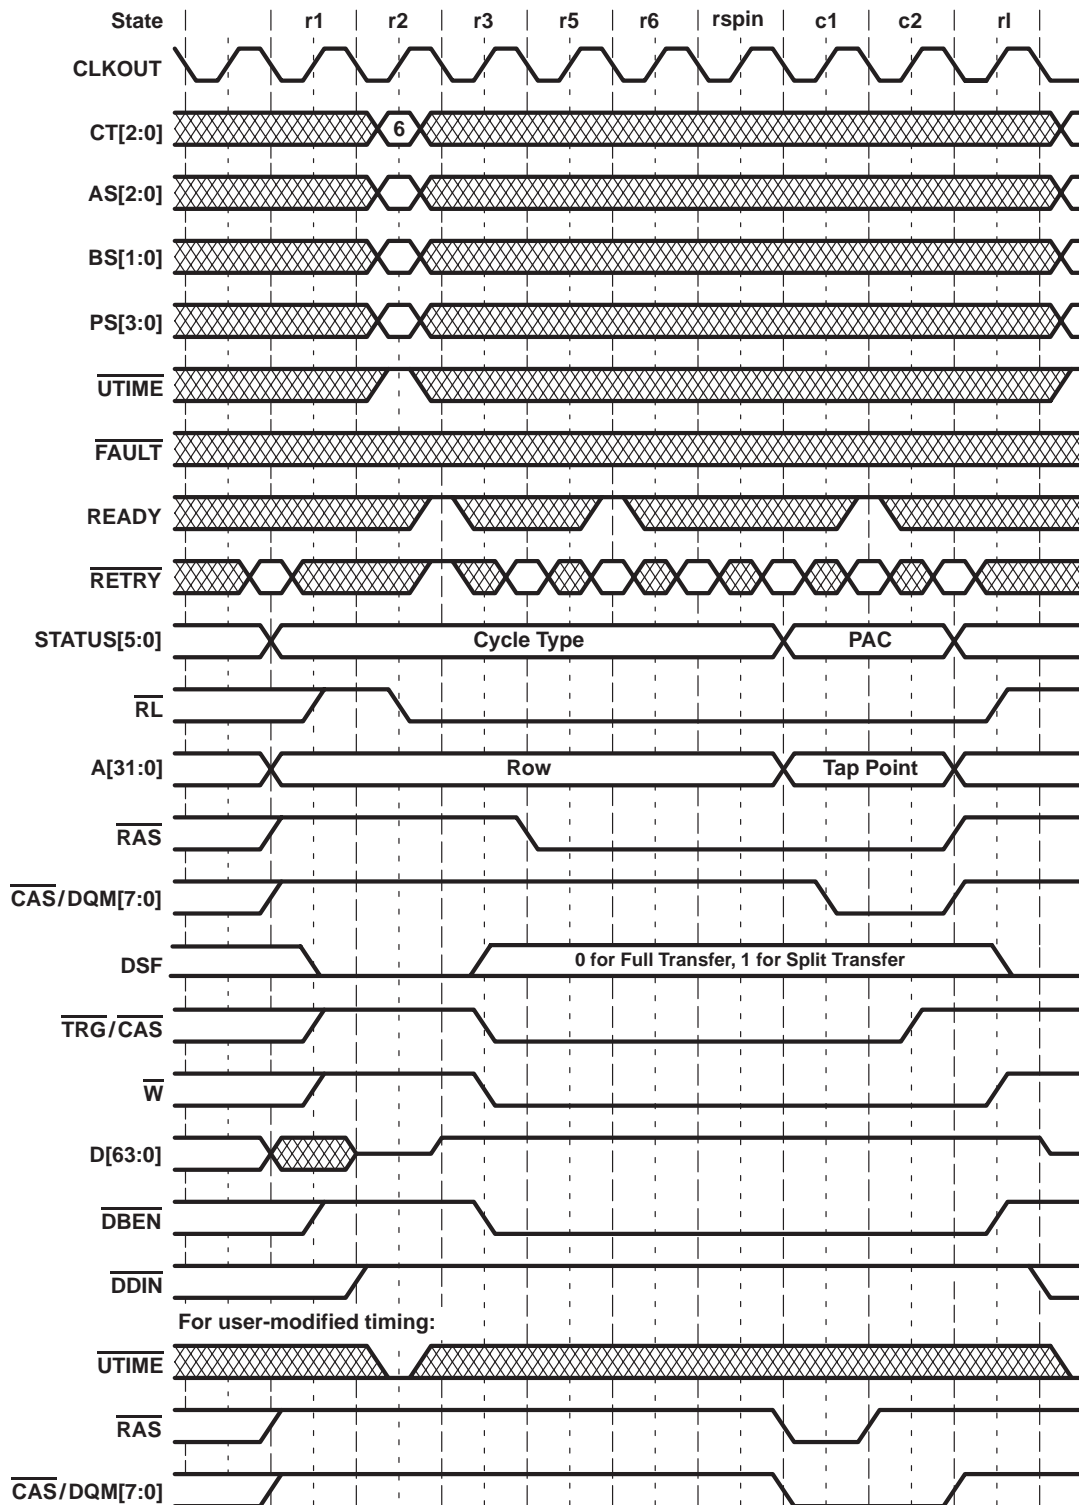 State r1 r2 r3 r5 r6 rspin c1 c2 rl
CLKOUT
CT[2:0] 6
AS[2:0]
BS[1:0]
PS[3:0]
UTIME
FAULT
READY
RETRY
STATUS[5:0] Cycle Type PAC
RL
A[31:0] Row Tap Point
RAS
CAS/DQM[7:0]
DSF 0 for Full Transfer, 1 for Split Transfer
TRG/CAS
W
D[63:0]
DBEN
DDIN
For user-modified timing:
UTIME
RAS
CAS/DQM[7:0]